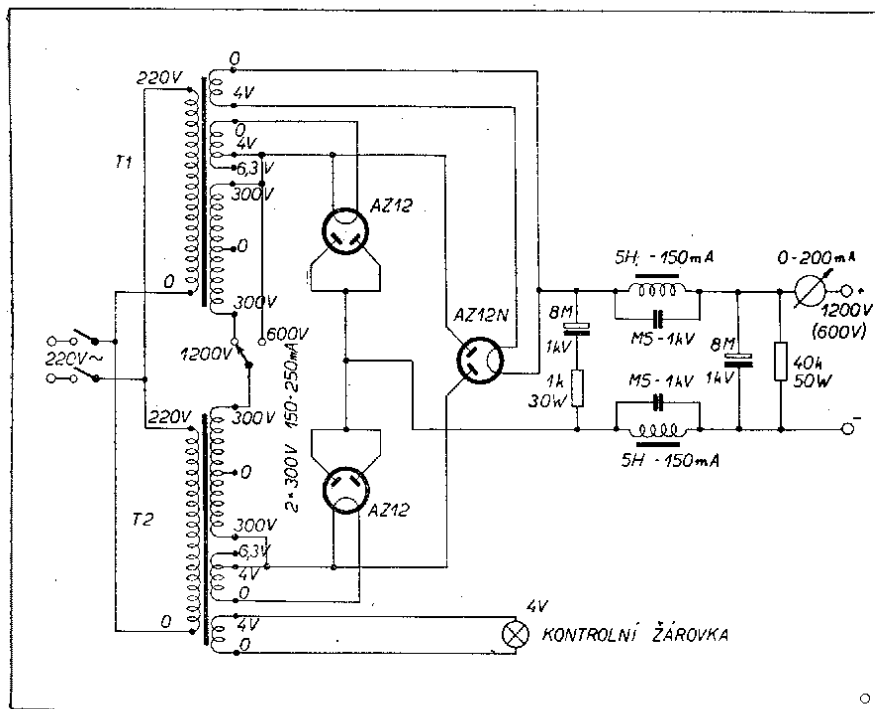 220V
T1
0
0
4V
0
4V
6,3V
300V
0
300V
1200V
600V
220V~
2×300V 150-250mA
AZ12
AZ12N
5H-150mA
M5-1kV
8M
1kV
1k
30W
8M
1kV
0-200mA
+
1200V
(600V)
40k
50W
M5-1kV
5H-150mA
-
220V
T2
0
300V
0
300V
6,3V
4V
0
4V
0
AZ12
4V
KONTROLNÍ ŽÁROVKA